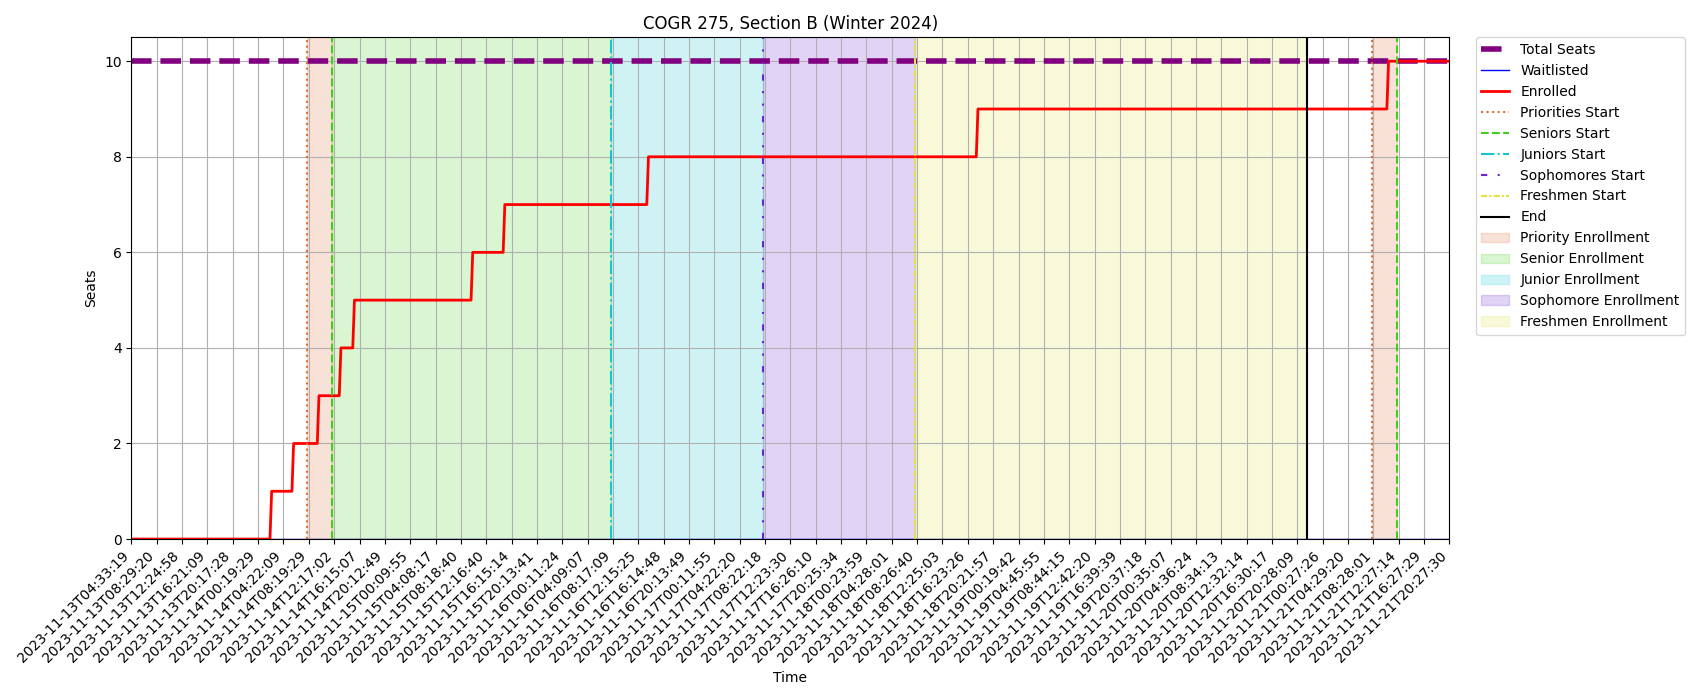 COGR 275, Section B (Winter 2024)
10
8
6
4
2
0
Seats
2023-11-13T04:33:19
2023-11-13T08:29:20
2023-11-13T12:24:58
2023-11-13T16:21:09
2023-11-13T20:17:28
2023-11-14T00:19:29
2023-11-14T04:22:09
2023-11-14T08:19:29
2023-11-14T12:17:02
2023-11-14T16:15:07
2023-11-14T20:12:49
2023-11-15T00:09:55
2023-11-15T04:08:17
2023-11-15T08:18:40
2023-11-15T12:16:40
2023-11-15T16:15:14
2023-11-15T20:13:41
2023-11-16T00:11:24
2023-11-16T04:09:07
2023-11-16T08:17:09
2023-11-16T12:15:25
2023-11-16T16:14:48
2023-11-16T20:13:49
2023-11-17T00:11:55
2023-11-17T04:22:20
2023-11-17T08:22:18
2023-11-17T12:23:30
2023-11-17T16:26:10
2023-11-17T20:25:34
2023-11-18T00:23:59
2023-11-18T04:28:01
2023-11-18T08:26:40
2023-11-18T12:25:03
2023-11-18T16:23:26
2023-11-18T20:21:57
2023-11-19T00:19:42
2023-11-19T04:45:55
2023-11-19T08:44:15
2023-11-19T12:42:20
2023-11-19T16:39:39
2023-11-19T20:37:18
2023-11-20T00:35:07
2023-11-20T04:36:24
2023-11-20T08:34:13
2023-11-20T12:32:14
2023-11-20T16:30:17
2023-11-20T20:28:09
2023-11-21T00:27:26
2023-11-21T04:29:20
2023-11-21T08:28:01
2023-11-21T12:27:14
2023-11-21T16:27:29
2023-11-21T20:27:30
Time
Total Seats
Waitlisted
Enrolled
Priorities Start
Seniors Start
Juniors Start
Sophomores Start
Freshmen Start
End
Priority Enrollment
Senior Enrollment
Junior Enrollment
Sophomore Enrollment
Freshmen Enrollment